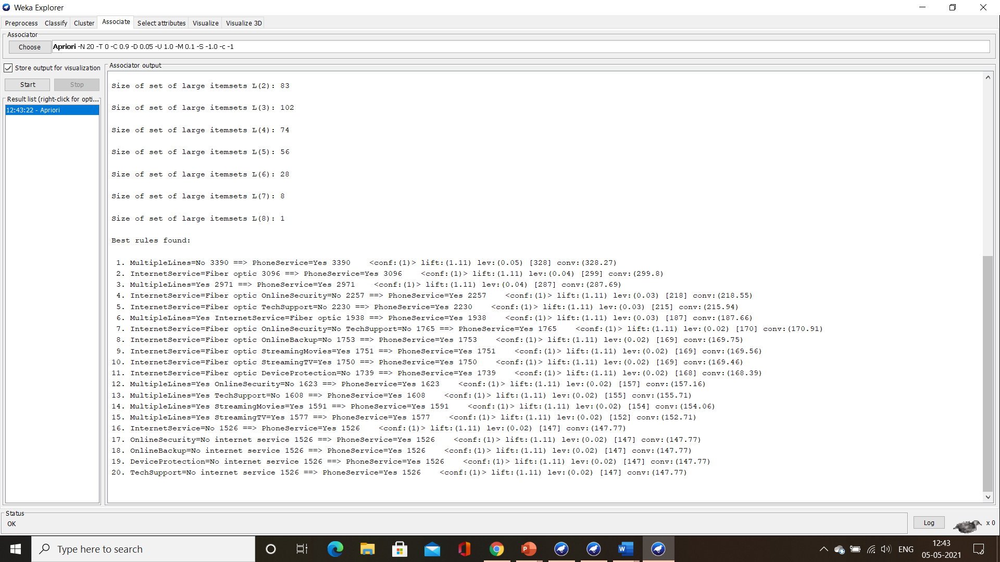 Weka Explorer
Preprocess Classify Cluster Associate Select attributes Visualize Visualize 3D
Associator
Choose Apriori -N 20 -T 0 -C 0.9 -D 0.05 -U 1.0 -M 0.1 -S -1.0 -c -1
Store output for visualization
Start Stop
Result list (right-click for opti...
12:43:22 - Apriori
Associator output
Size of set of large itemsets L(2): 83
Size of set of large itemsets L(3): 102
Size of set of large itemsets L(4): 74
Size of set of large itemsets L(5): 56
Size of set of large itemsets L(6): 28
Size of set of large itemsets L(7): 8
Size of set of large itemsets L(8): 1
Best rules found:
1. MultipleLines=No 3390 ==> PhoneService=Yes 3390 <conf:(1)> lift:(1.11) lev:(0.05) [328] conv:(328.27)
2. InternetService=Fiber optic 3096 ==> PhoneService=Yes 3096 <conf:(1)> lift:(1.11) lev:(0.04) [299] conv:(299.8)
3. MultipleLines=Yes 2971 ==> PhoneService=Yes 2971 <conf:(1)> lift:(1.11) lev:(0.04) [287] conv:(287.69)
4. InternetService=Fiber optic OnlineSecurity=No 2257 ==> PhoneService=Yes 2257 <conf:(1)> lift:(1.11) lev:(0.03) [218] conv:(218.55)
5. InternetService=Fiber optic TechSupport=No 2230 ==> PhoneService=Yes 2230 <conf:(1)> lift:(1.11) lev:(0.03) [215] conv:(215.94)
6. MultipleLines=Yes InternetService=Fiber optic 1938 ==> PhoneService=Yes 1938 <conf:(1)> lift:(1.11) lev:(0.03) [187] conv:(187.66)
7. InternetService=Fiber optic OnlineSecurity=No TechSupport=No 1765 ==> PhoneService=Yes 1765 <conf:(1)> lift:(1.11) lev:(0.02) [170] conv:(170.91)
8. InternetService=Fiber optic OnlineBackup=No 1753 ==> PhoneService=Yes 1753 <conf:(1)> lift:(1.11) lev:(0.02) [169] conv:(169.75)
9. InternetService=Fiber optic StreamingMovies=Yes 1751 ==> PhoneService=Yes 1751 <conf:(1)> lift:(1.11) lev:(0.02) [169] conv:(169.56)
10. InternetService=Fiber optic StreamingTV=Yes 1750 ==> PhoneService=Yes 1750 <conf:(1)> lift:(1.11) lev:(0.02) [169] conv:(169.46)
11. InternetService=Fiber optic DeviceProtection=No 1739 ==> PhoneService=Yes 1739 <conf:(1)> lift:(1.11) lev:(0.02) [168] conv:(168.39)
12. MultipleLines=Yes OnlineSecurity=No 1623 ==> PhoneService=Yes 1623 <conf:(1)> lift:(1.11) lev:(0.02) [157] conv:(157.16)
13. MultipleLines=Yes TechSupport=No 1608 ==> PhoneService=Yes 1608 <conf:(1)> lift:(1.11) lev:(0.02) [155] conv:(155.71)
14. MultipleLines=Yes StreamingMovies=Yes 1591 ==> PhoneService=Yes 1591 <conf:(1)> lift:(1.11) lev:(0.02) [154] conv:(154.06)
15. MultipleLines=Yes StreamingTV=Yes 1577 ==> PhoneService=Yes 1577 <conf:(1)> lift:(1.11) lev:(0.02) [152] conv:(152.71)
16. InternetService=No 1526 ==> PhoneService=Yes 1526 <conf:(1)> lift:(1.11) lev:(0.02) [147] conv:(147.77)
17. OnlineSecurity=No internet service 1526 ==> PhoneService=Yes 1526 <conf:(1)> lift:(1.11) lev:(0.02) [147] conv:(147.77)
18. OnlineBackup=No internet service 1526 ==> PhoneService=Yes 1526 <conf:(1)> lift:(1.11) lev:(0.02) [147] conv:(147.77)
19. DeviceProtection=No internet service 1526 ==> PhoneService=Yes 1526 <conf:(1)> lift:(1.11) lev:(0.02) [147] conv:(147.77)
20. TechSupport=No internet service 1526 ==> PhoneService=Yes 1526 <conf:(1)> lift:(1.11) lev:(0.02) [147] conv:(147.77)
Status
OK
Log x 0
Type here to search
ENG
12:43
05-05-2021